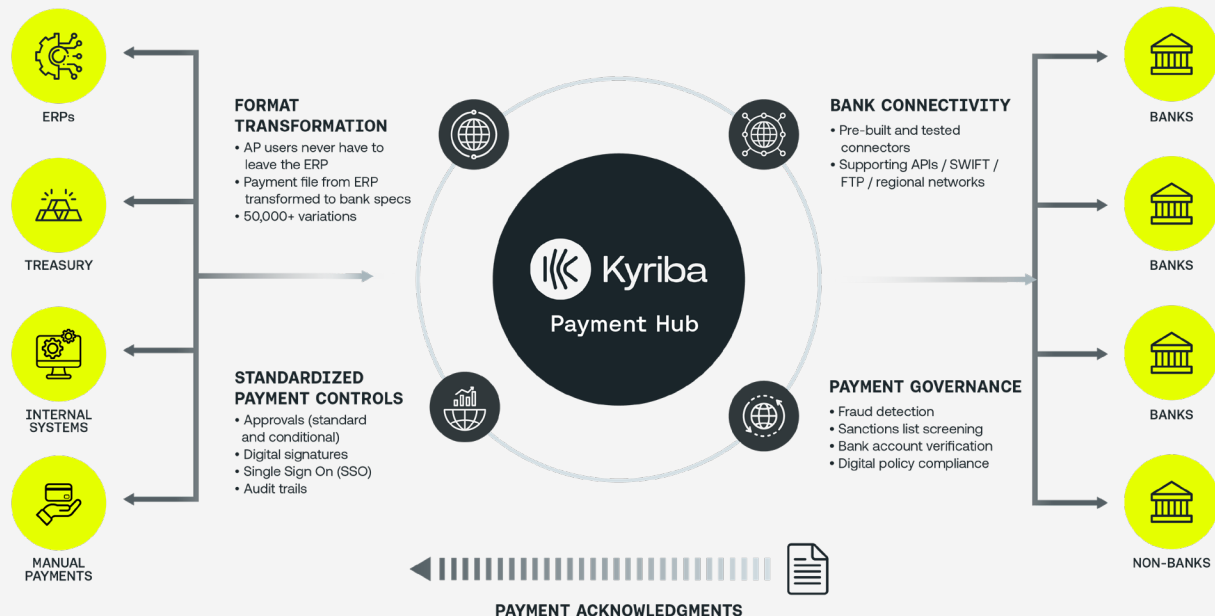 ERPs
TREASURY
INTERNAL
SYSTEMS
MANUAL
PAYMENTS
FORMAT
TRANSFORMATION
• AP users never have to
leave the ERP
• Payment file from ERP
transformed to bank specs
• 50,000+ variations
STANDARDIZED
PAYMENT CONTROLS
• Approvals (standard
and conditional)
• Digital signatures
• Single Sign On (SSO)
• Audit trails
Kyriba
Payment Hub
BANK CONNECTIVITY
• Pre-built and tested
connectors
• Supporting APIs / SWIFT /
FTP / regional networks
PAYMENT GOVERNANCE
• Fraud detection
• Sanctions list screening
• Bank account verification
• Digital policy compliance
BANKS
BANKS
BANKS
NON-BANKS
PAYMENT ACKNOWLEDGMENTS